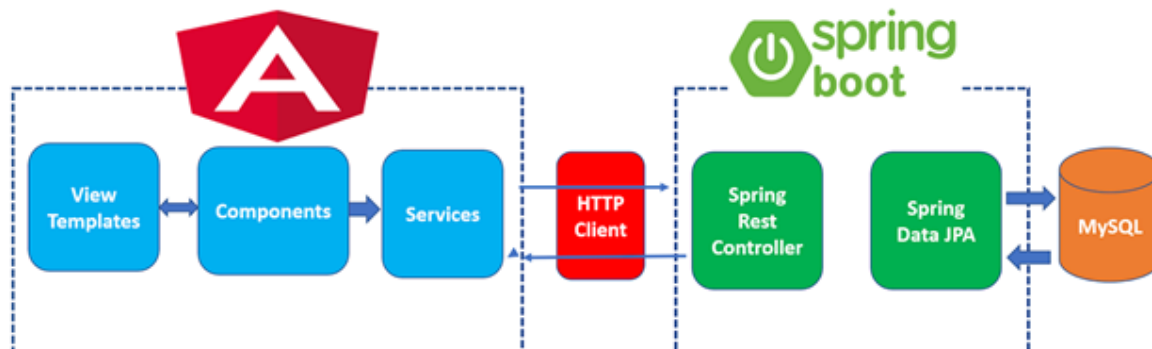 A
spring
boot
View
Templates
Components
Services
HTTP
Client
Spring
Rest
Controller
Spring
Data JPA
MySQL